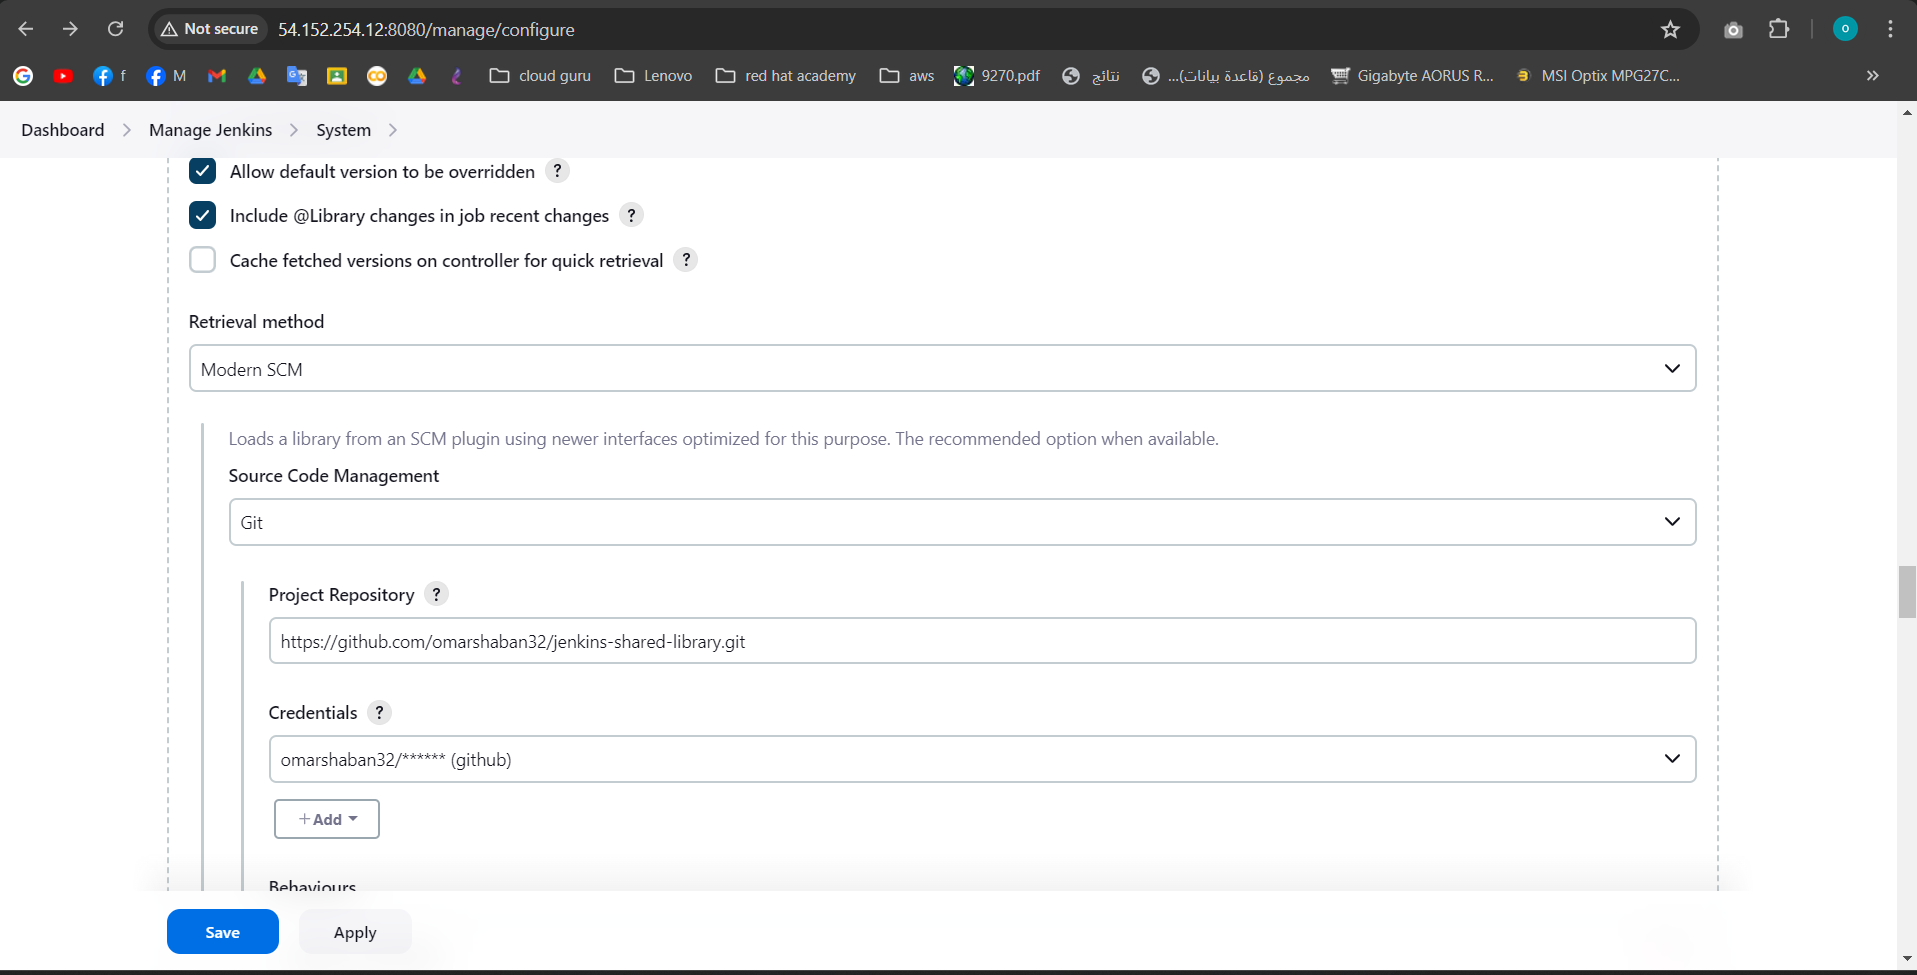 Not secure 54.152.254.12:8080/manage/configure
o
f M cloud guru Lenovo red hat academy aws 9270.pdf نتائج مجموع (قاعدة بيانات)... Gigabyte AORUS R... MSI Optix MPG27C... »
Dashboard > Manage Jenkins > System >
Allow default version to be overridden ?
Include @Library changes in job recent changes ?
Cache fetched versions on controller for quick retrieval ?
Retrieval method
Modern SCM
Loads a library from an SCM plugin using newer interfaces optimized for this purpose. The recommended option when available.
Source Code Management
Git
Project Repository ?
https://github.com/omarshaban32/jenkins-shared-library.git
Credentials ?
omarshaban32/****** (github)
+ Add
Behaviours
Save Apply